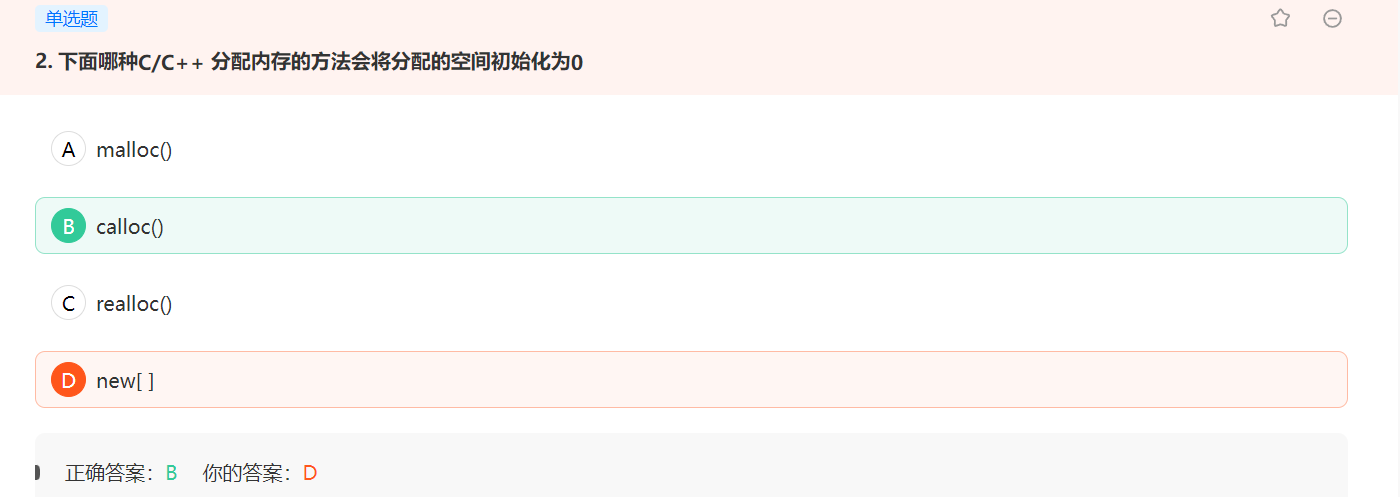 单选题
2. 下面哪种C/C++ 分配内存的方法会将分配的空间初始化为0
A malloc()
B calloc()
C realloc()
D new[ ]
正确答案：B 你的答案：D